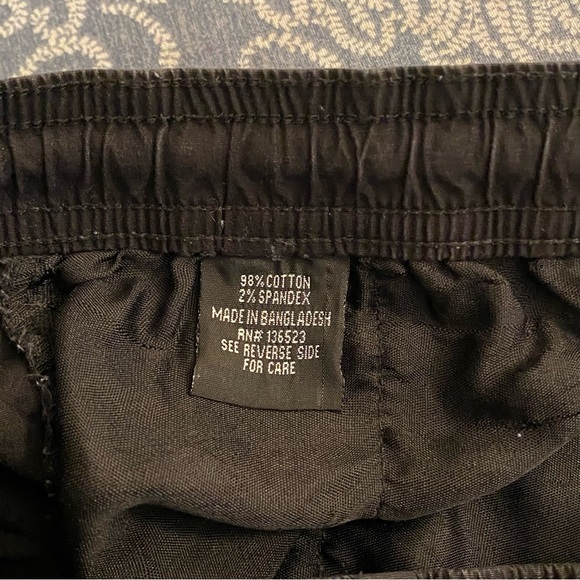 98% COTTON
2% SPANDEX
MADE IN BANGLADESH
RN# 136523
SEE REVERSE SIDE
FOR CARE